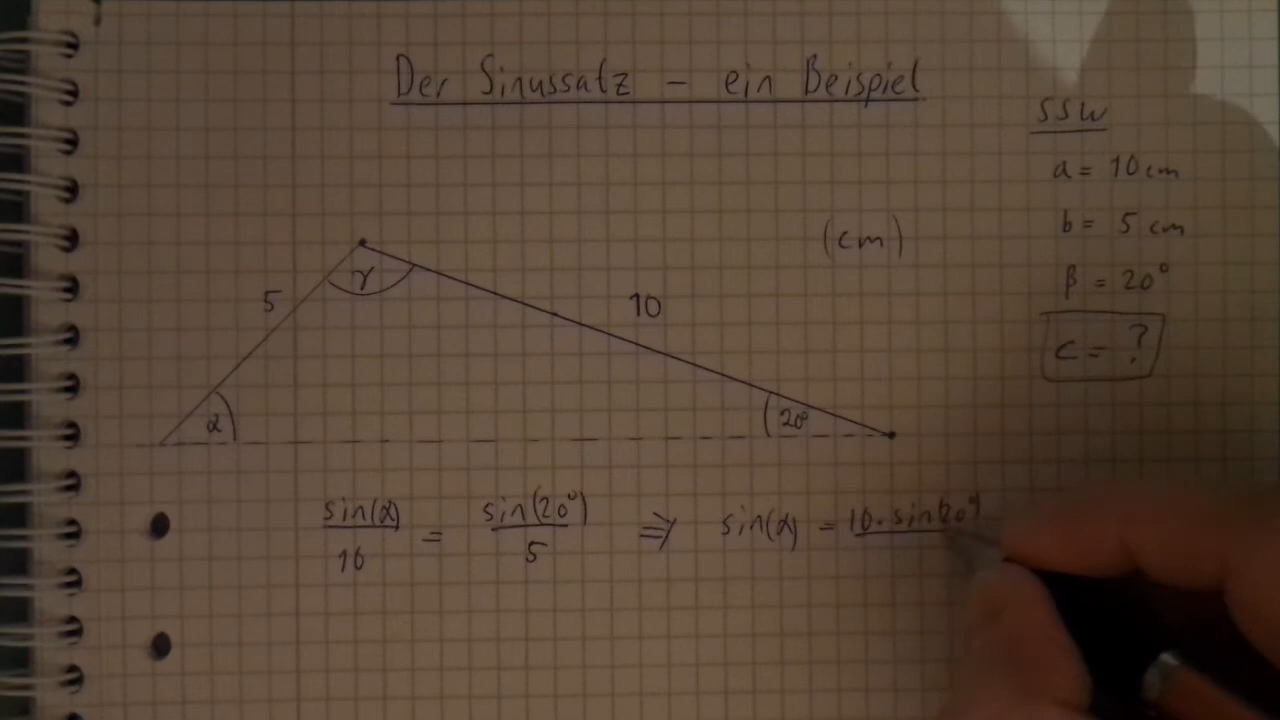 Der Sinussatz – ein Beispiel
SSW
a = 10 cm
b = 5 cm
β = 20°
c = ?
(cm)
5
γ
10
α
20°
sin(α)/10 = sin(20°)/5 ⇒ sin(α) = 10·sin(20°)